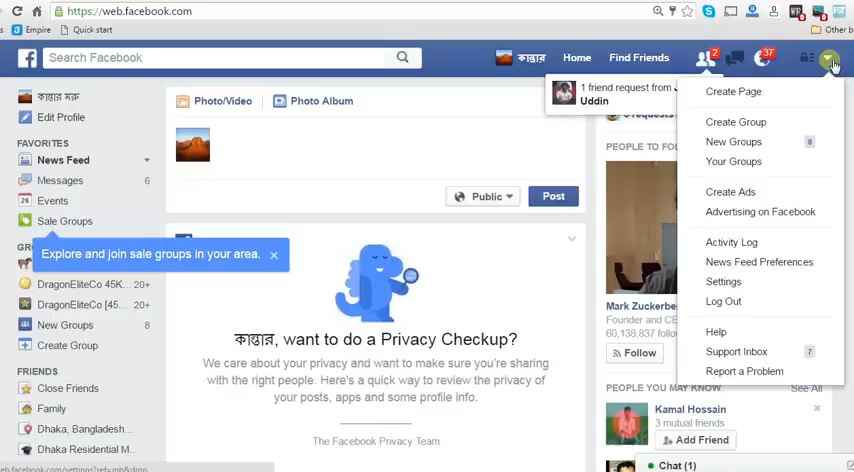 https://web.facebook.com
Empire
Quick start
Other b
Search Facebook
কান্তার
Home
Find Friends
2
37
1 friend request from J
Uddin
কান্তার মরু
Edit Profile
FAVORITES
News Feed
Messages 6
26 Events
Sale Groups
Explore and join sale groups in your area. ×
GR
20+
DragonEliteCo 45K... 20+
DragonEliteCo [45... 20+
New Groups 8
Create Group
FRIENDS
Close Friends
Family
Dhaka, Bangladesh...
Dhaka Residential M...
Photo/Video
Photo Album
Public
Post
কান্তার, want to do a Privacy Checkup?
We care about your privacy and want to make sure you're sharing
with the right people. Here's a quick way to review the privacy of
your posts, apps and some profile info.
The Facebook Privacy Team
PEOPLE TO FOL
Mark Zuckerbe
Founder and CE
60,138,837 follow
Follow
PEOPLE YOU MAY KNOW
See All
Kamal Hossain
3 mutual friends
Add Friend
Chat (1)
Create Page
Create Group
New Groups 8
Your Groups
Create Ads
Advertising on Facebook
Activity Log
News Feed Preferences
Settings
Log Out
Help
Support Inbox 7
Report a Problem